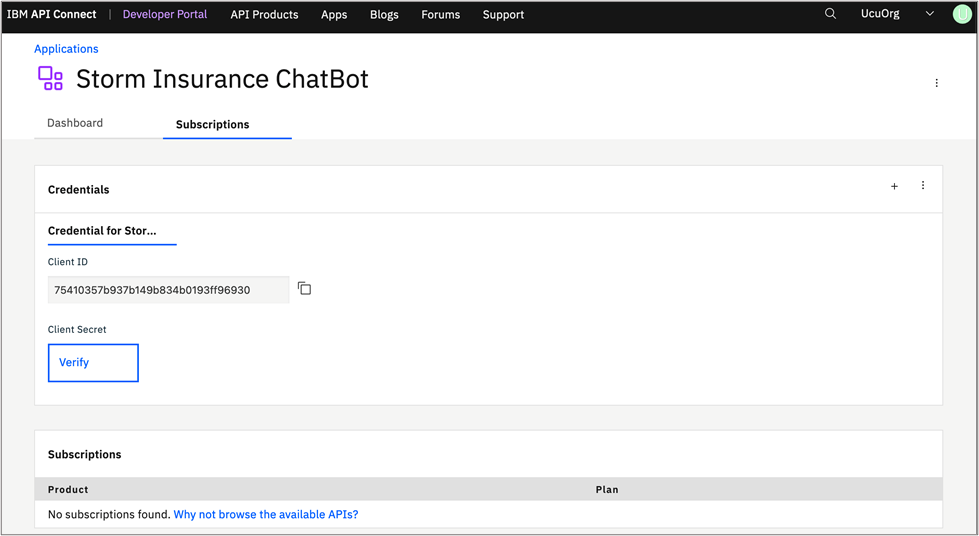 IBM API Connect | Developer Portal API Products Apps Blogs Forums Support UcuOrg
Applications
Storm Insurance ChatBot
Dashboard Subscriptions
Credentials
Credential for Stor...
Client ID
75410357b937b149b834b0193ff96930
Client Secret
Verify
Subscriptions
Product Plan
No subscriptions found. Why not browse the available APIs?